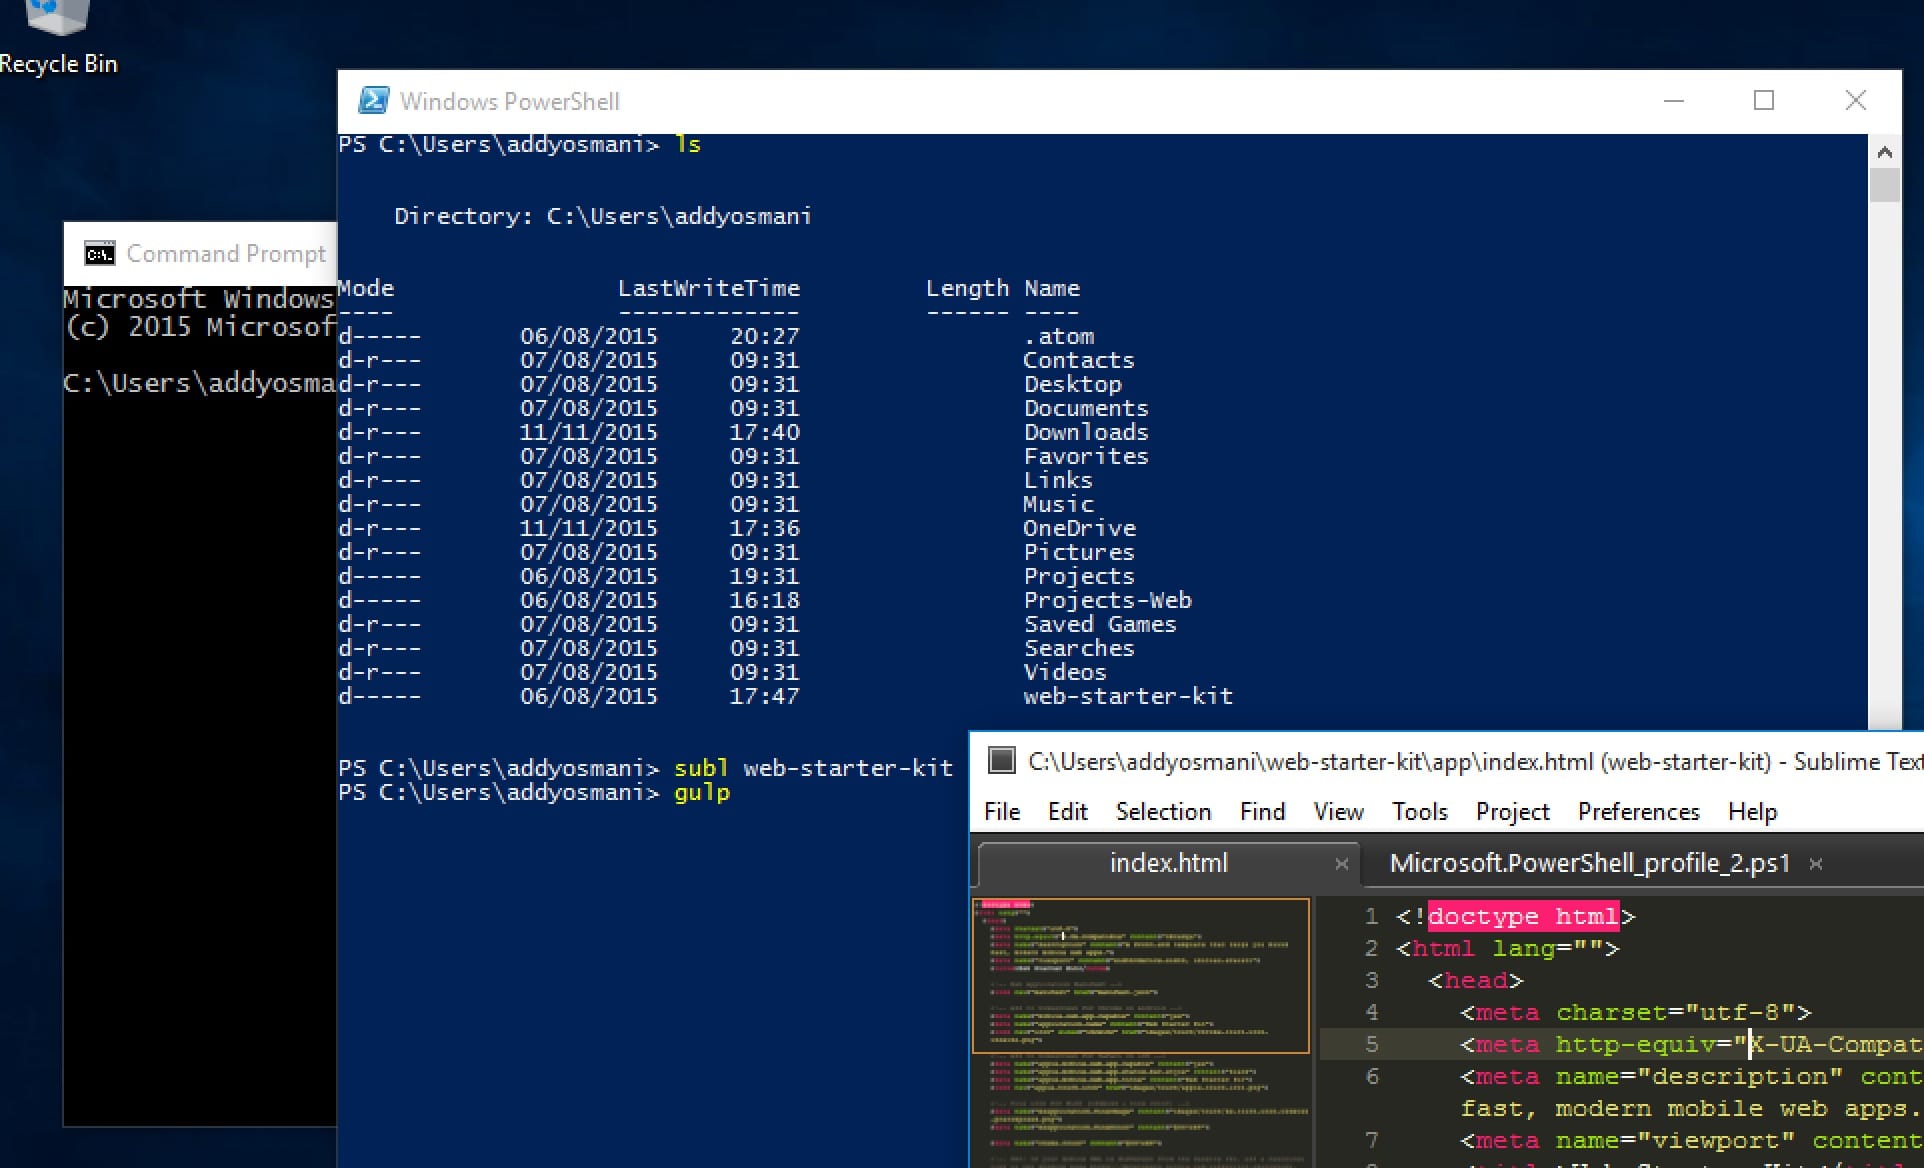 Recycle Bin
Windows PowerShell
PS C:\Users\addyosmani> ls
Directory: C:\Users\addyosmani
Mode LastWriteTime Length Name
---- ------------- ------ ----
d----- 06/08/2015 20:27 .atom
d-r--- 07/08/2015 09:31 Contacts
d-r--- 07/08/2015 09:31 Desktop
d-r--- 07/08/2015 09:31 Documents
d-r--- 11/11/2015 17:40 Downloads
d-r--- 07/08/2015 09:31 Favorites
d-r--- 07/08/2015 09:31 Links
d-r--- 07/08/2015 09:31 Music
d-r--- 11/11/2015 17:36 OneDrive
d-r--- 07/08/2015 09:31 Pictures
d----- 06/08/2015 19:31 Projects
d----- 06/08/2015 16:18 Projects-Web
d-r--- 07/08/2015 09:31 Saved Games
d-r--- 07/08/2015 09:31 Searches
d-r--- 07/08/2015 09:31 Videos
d----- 06/08/2015 17:47 web-starter-kit
PS C:\Users\addyosmani> subl web-starter-kit
PS C:\Users\addyosmani> gulp
Command Prompt
Microsoft Windows
(c) 2015 Microsof
C:\Users\addyosma
C:\Users\addyosmani\web-starter-kit\app\index.html (web-starter-kit) - Sublime Text
File Edit Selection Find View Tools Project Preferences Help
index.html × Microsoft.PowerShell_profile_2.ps1 ×
1 <!doctype html>
2 <html lang="">
3 <head>
4 <meta charset="utf-8">
5 <meta http-equiv="X-UA-Compat
6 <meta name="description" cont
fast, modern mobile web apps.
7 <meta name="viewport" content